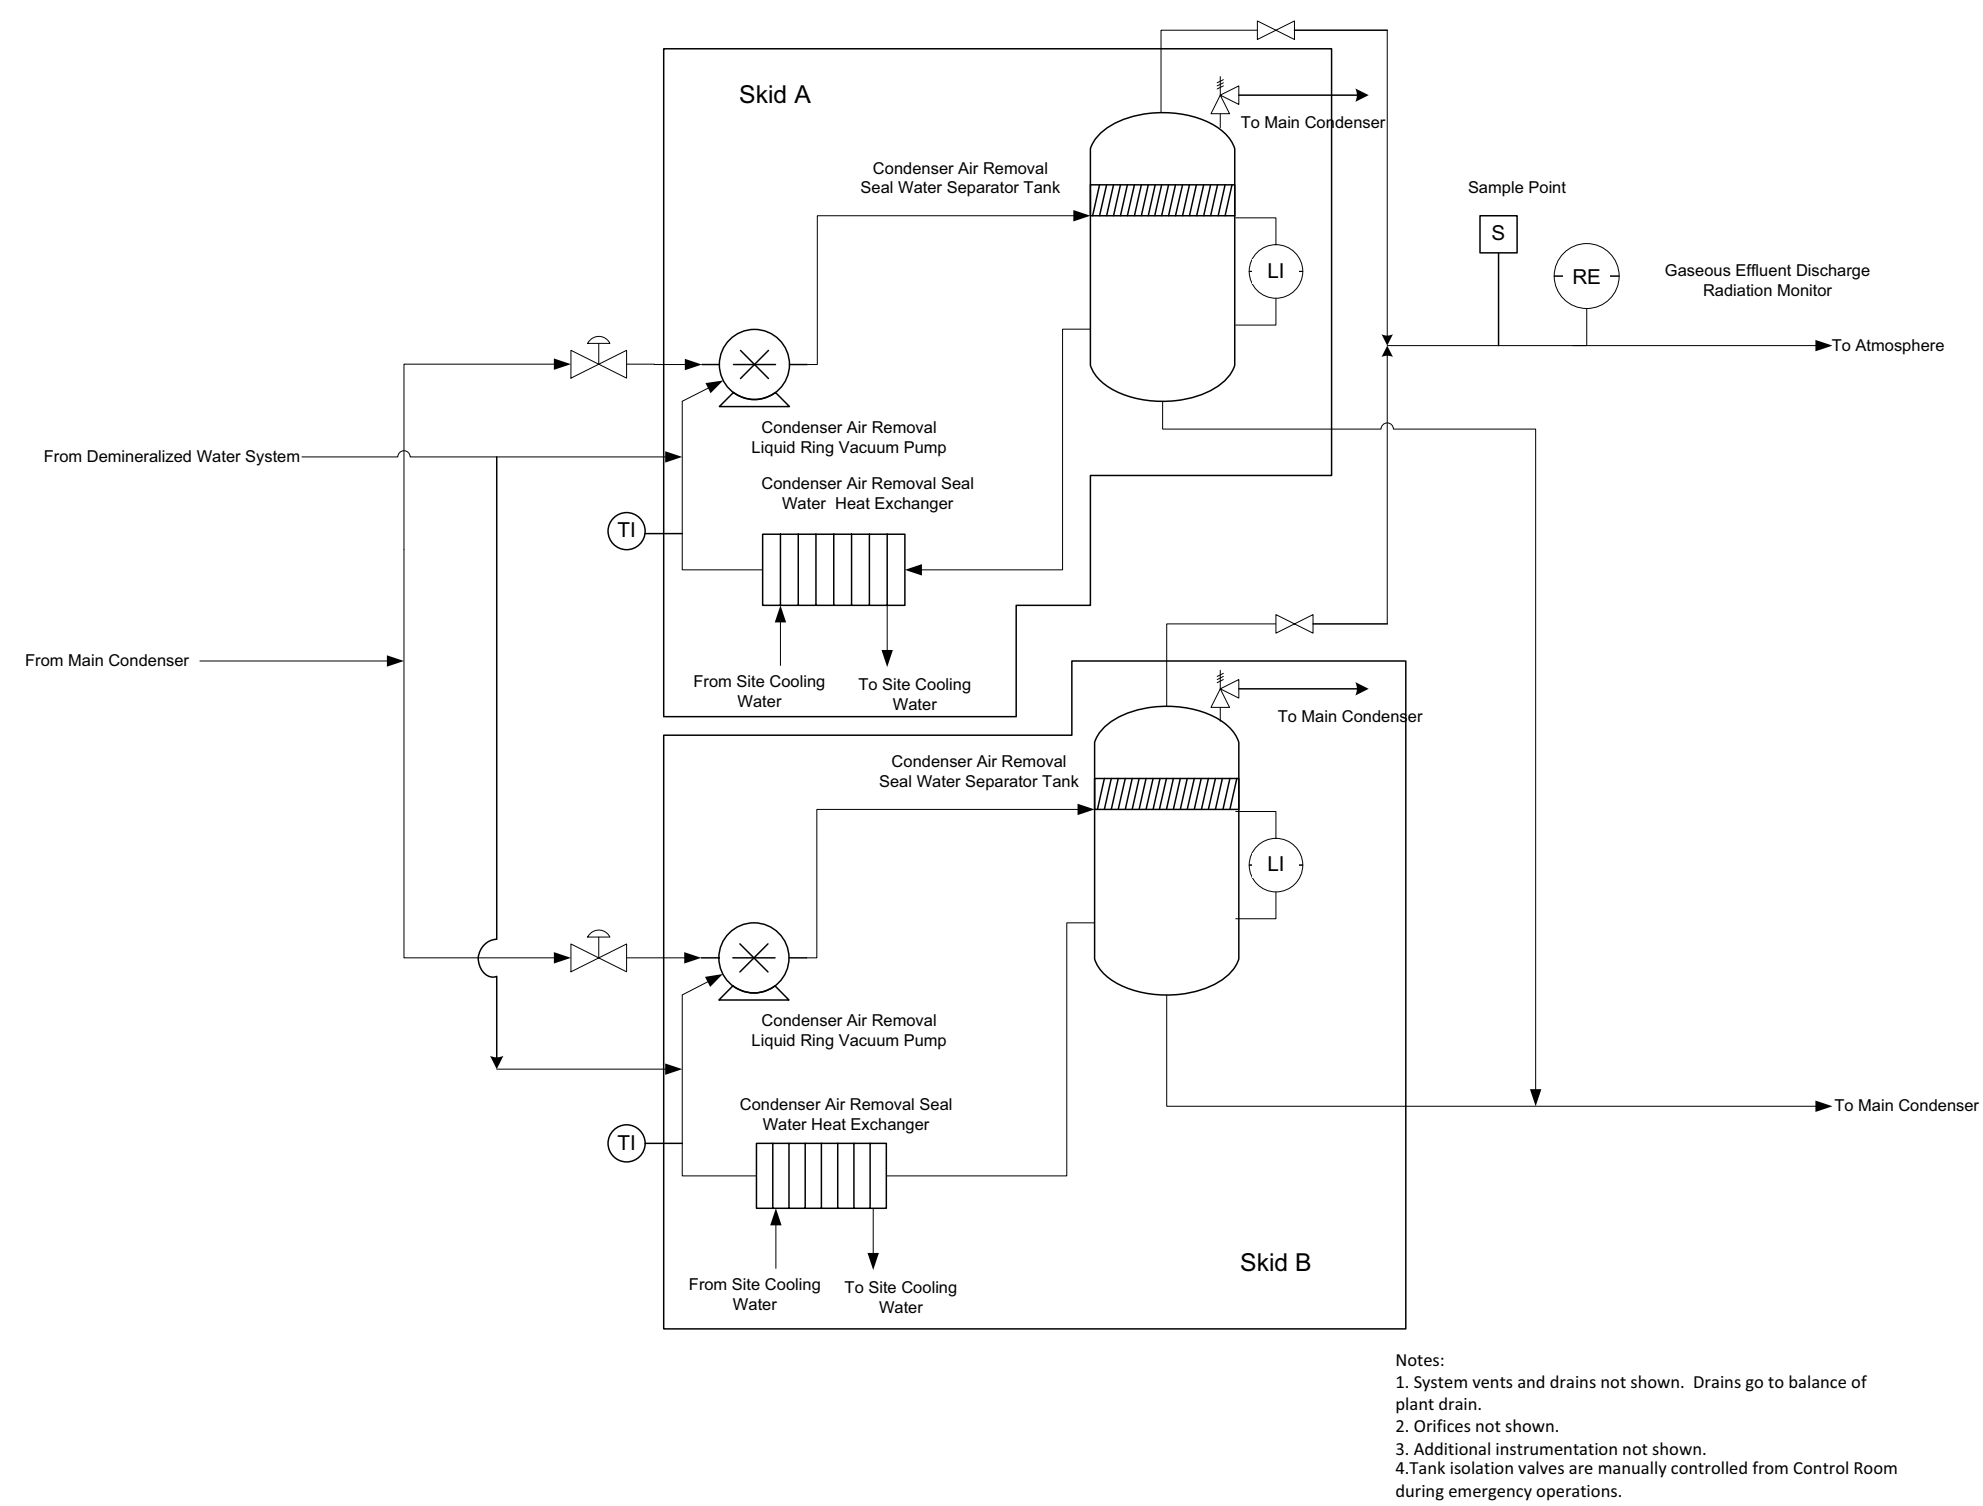 Skid A
To Main Condenser
Condenser Air Removal
Seal Water Separator Tank
Sample Point
S
LI
RE
Gaseous Effluent Discharge
Radiation Monitor
To Atmosphere
Condenser Air Removal
Liquid Ring Vacuum Pump
From Demineralized Water System
Condenser Air Removal Seal
Water Heat Exchanger
TI
From Main Condenser
From Site Cooling
Water
To Site Cooling
Water
To Main Condenser
Condenser Air Removal
Seal Water Separator Tank
LI
Condenser Air Removal
Liquid Ring Vacuum Pump
Condenser Air Removal Seal
Water Heat Exchanger
To Main Condenser
TI
Skid B
From Site Cooling
Water
To Site Cooling
Water
Notes:
1. System vents and drains not shown. Drains go to balance of
plant drain.
2. Orifices not shown.
3. Additional instrumentation not shown.
4.Tank isolation valves are manually controlled from Control Room
during emergency operations.